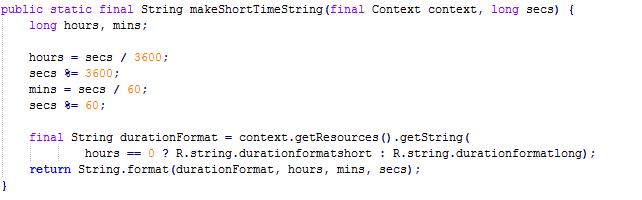 public static final String makeShortTimeString(final Context context, long secs) {
    long hours, mins;

    hours = secs / 3600;
    secs %= 3600;
    mins = secs / 60;
    secs %= 60;

    final String durationFormat = context.getResources().getString(
            hours == 0 ? R.string.durationformatshort : R.string.durationformatlong);
    return String.format(durationFormat, hours, mins, secs);
}